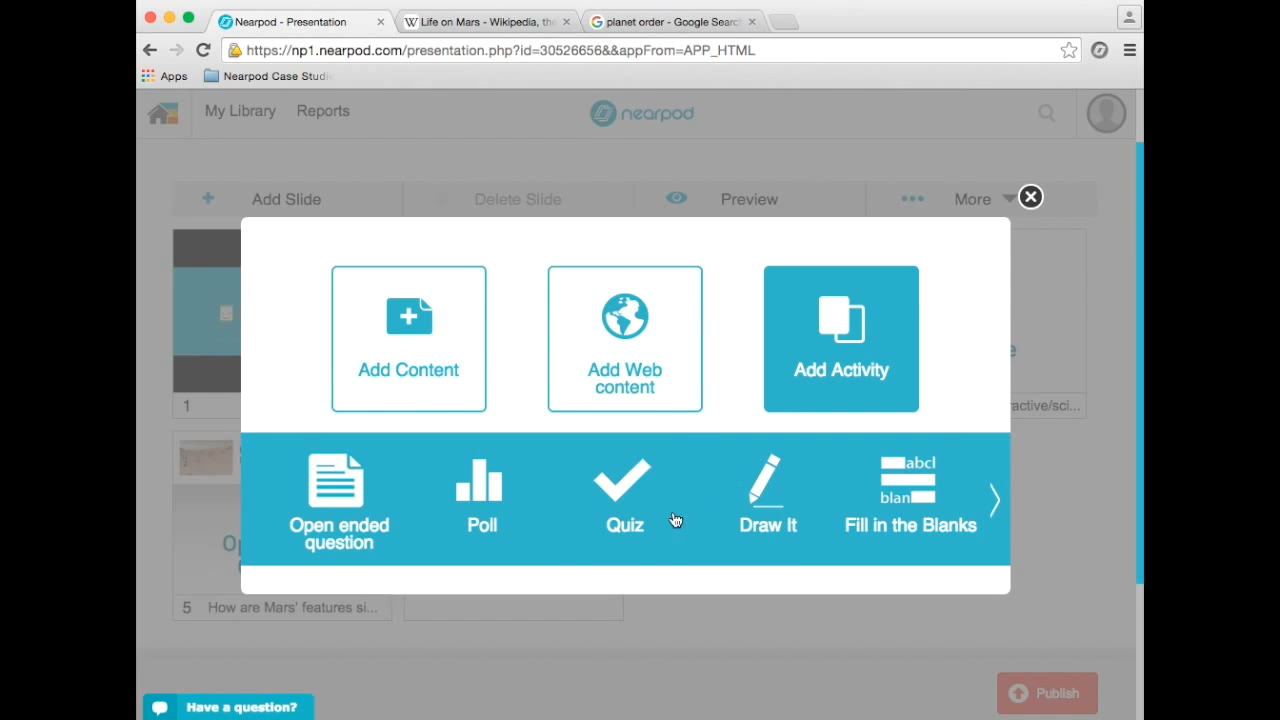 Nearpod - Presentation
Life on Mars - Wikipedia, the
planet order - Google Search
https://np1.nearpod.com/presentation.php?id=30526656&&appFrom=APP_HTML
Apps
Nearpod Case Studi
My Library
Reports
nearpod
Add Slide
Delete Slide
Preview
More
Add Content
Add Web
content
Add Activity
1
ractive/sci...
abcl
blan
Open ended
question
Poll
Quiz
Draw It
Fill in the Blanks
5 How are Mars' features si...
Publish
Have a question?